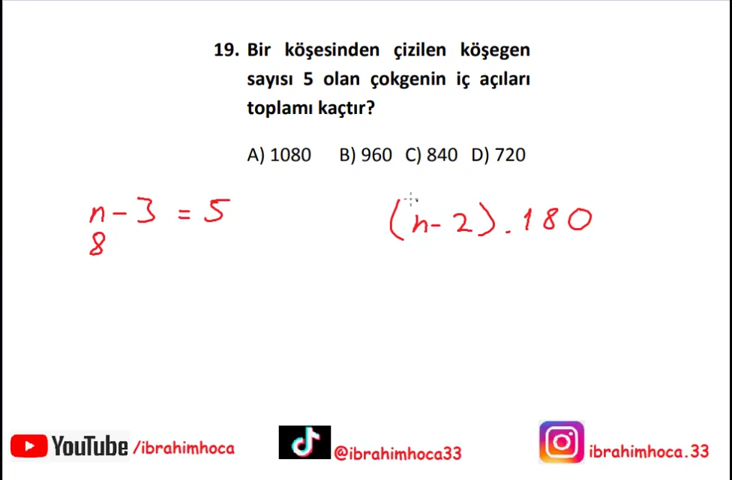 19. Bir köşesinden çizilen köşegen
sayısı 5 olan çokgenin iç açıları
toplamı kaçtır?
A) 1080 B) 960 C) 840 D) 720
n - 3 = 5
8
(n - 2) . 180
YouTube /ibrahimhoca
@ibrahimhoca33
ibrahimhoca.33